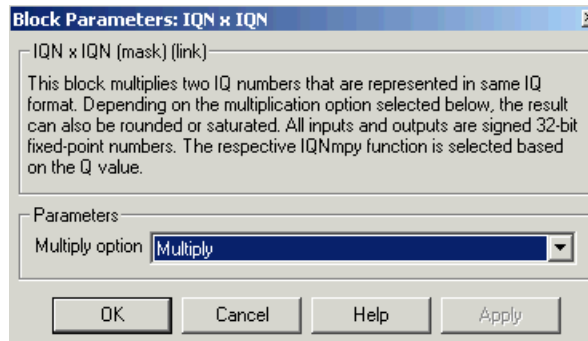 Block Parameters: IQN x IQN
IQN x IQN (mask) (link)
This block multiplies two IQ numbers that are represented in same IQ
format. Depending on the multiplication option selected below, the result
can also be rounded or saturated. All inputs and outputs are signed 32-bit
fixed-point numbers. The respective IQNmpy function is selected based
on the Q value.
Parameters
Multiply option Multiply
OK Cancel Help Apply